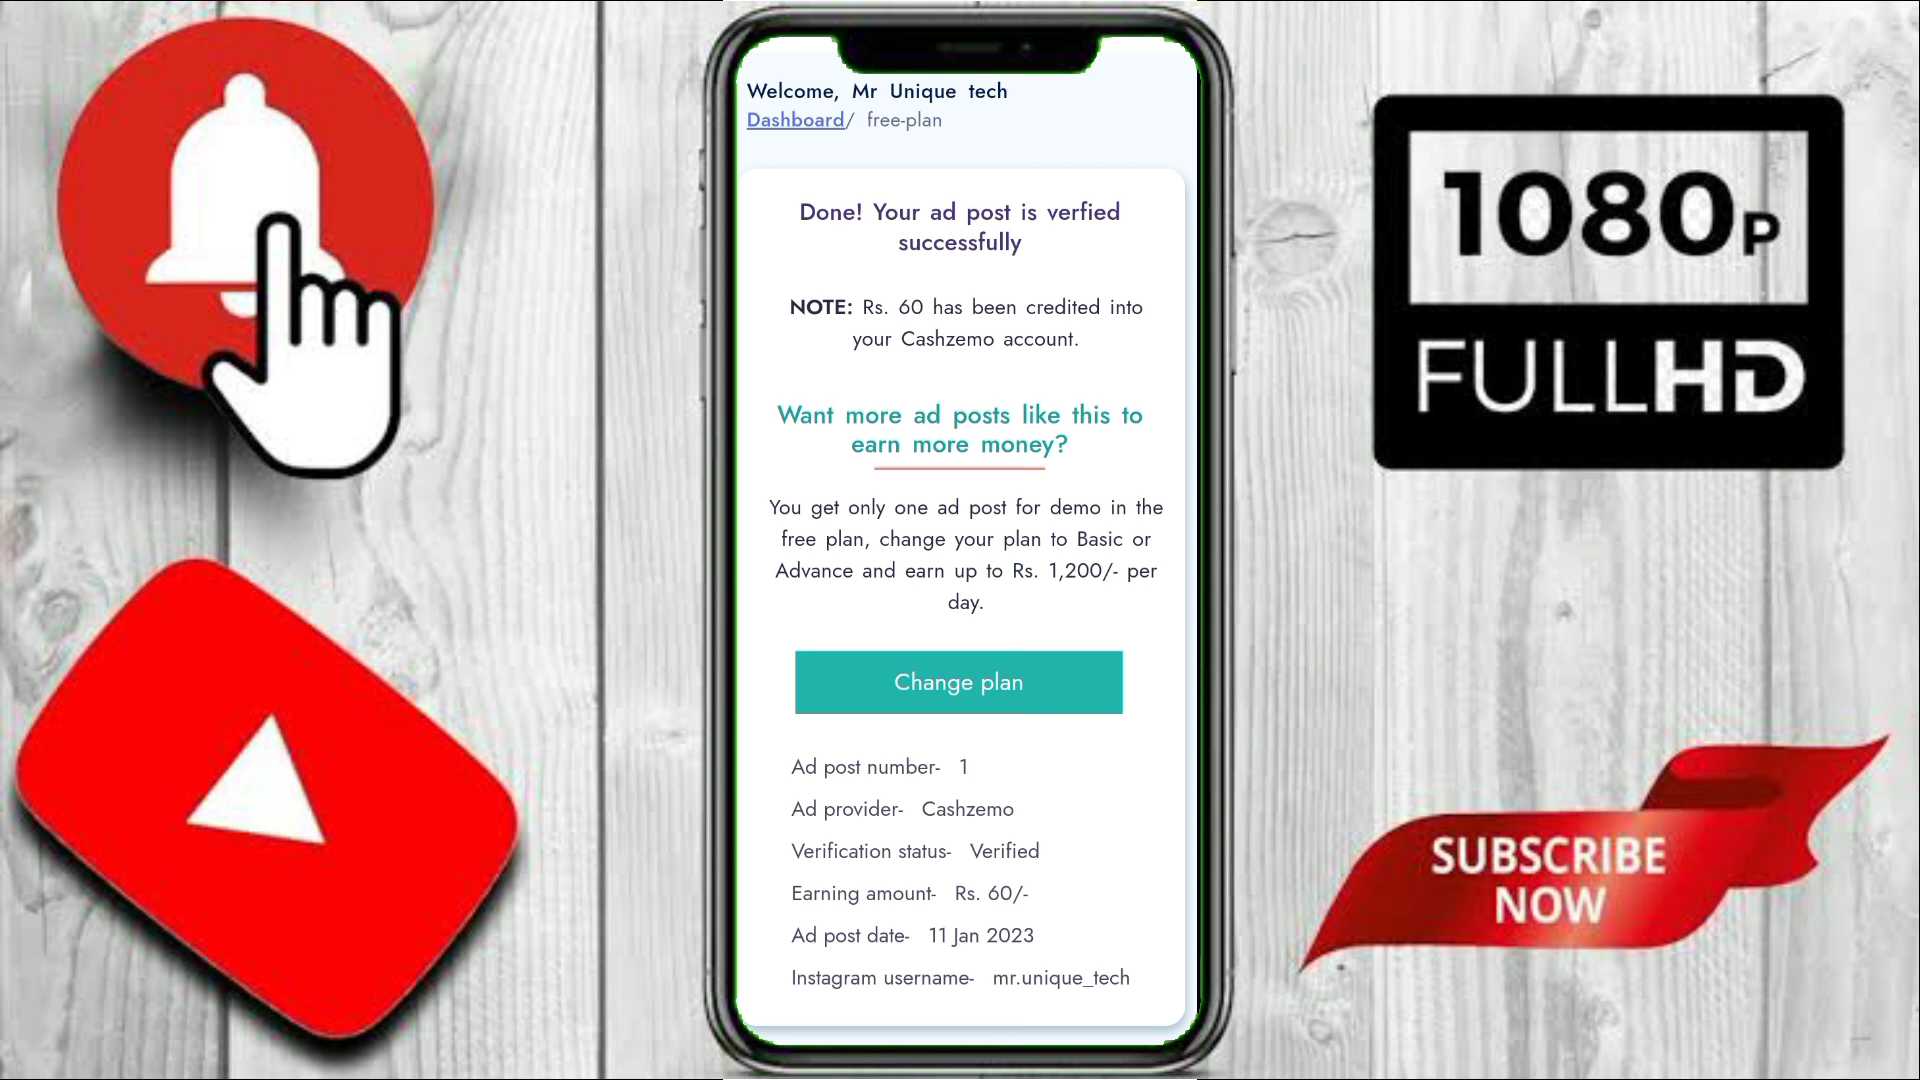 Welcome, Mr Unique tech
Dashboard/ free-plan
Done! Your ad post is verfied
successfully
NOTE: Rs. 60 has been credited into
your Cashzemo account.
Want more ad posts like this to
earn more money?
You get only one ad post for demo in the
free plan, change your plan to Basic or
Advance and earn up to Rs. 1,200/- per
day.
Change plan
Ad post number- 1
Ad provider- Cashzemo
Verification status- Verified
Earning amount- Rs. 60/-
Ad post date- 11 Jan 2023
Instagram username- mr.unique_tech
1080P
FULLHD
SUBSCRIBE
NOW